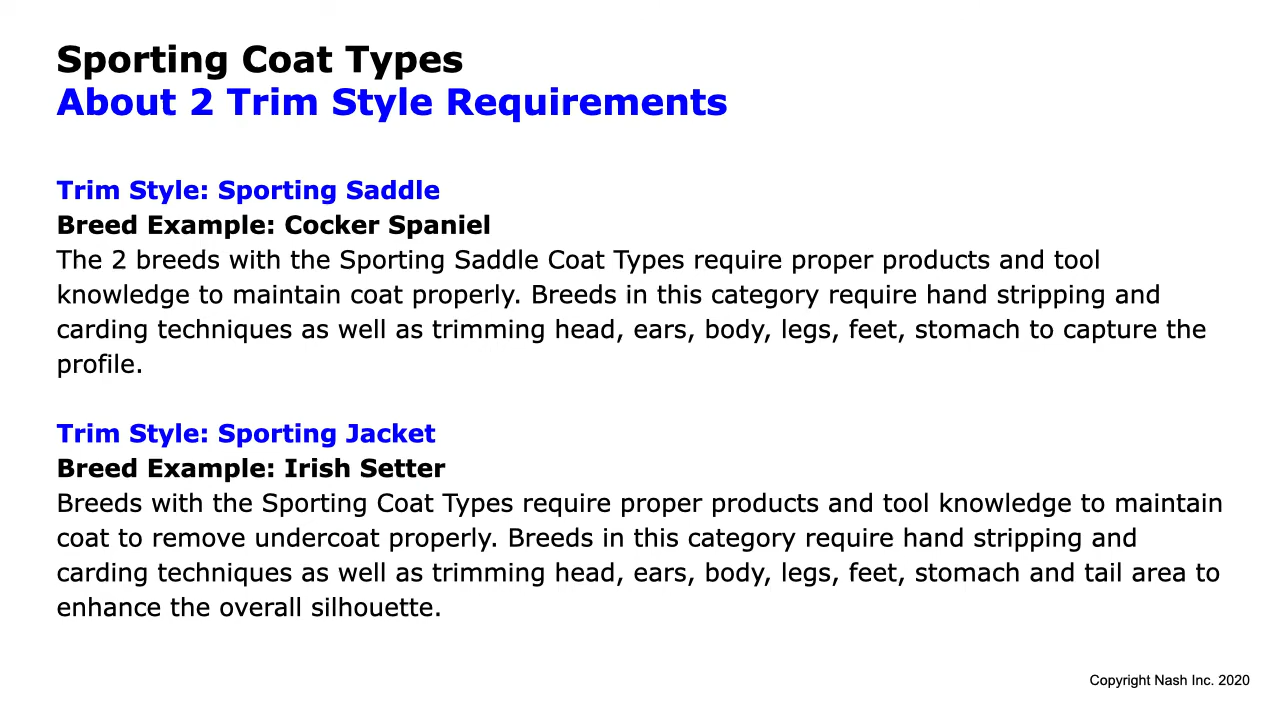 Sporting Coat Types
About 2 Trim Style Requirements
Trim Style: Sporting Saddle
Breed Example: Cocker Spaniel
The 2 breeds with the Sporting Saddle Coat Types require proper products and tool
knowledge to maintain coat properly. Breeds in this category require hand stripping and
carding techniques as well as trimming head, ears, body, legs, feet, stomach to capture the
profile.
Trim Style: Sporting Jacket
Breed Example: Irish Setter
Breeds with the Sporting Coat Types require proper products and tool knowledge to maintain
coat to remove undercoat properly. Breeds in this category require hand stripping and
carding techniques as well as trimming head, ears, body, legs, feet, stomach and tail area to
enhance the overall silhouette.
Copyright Nash Inc. 2020